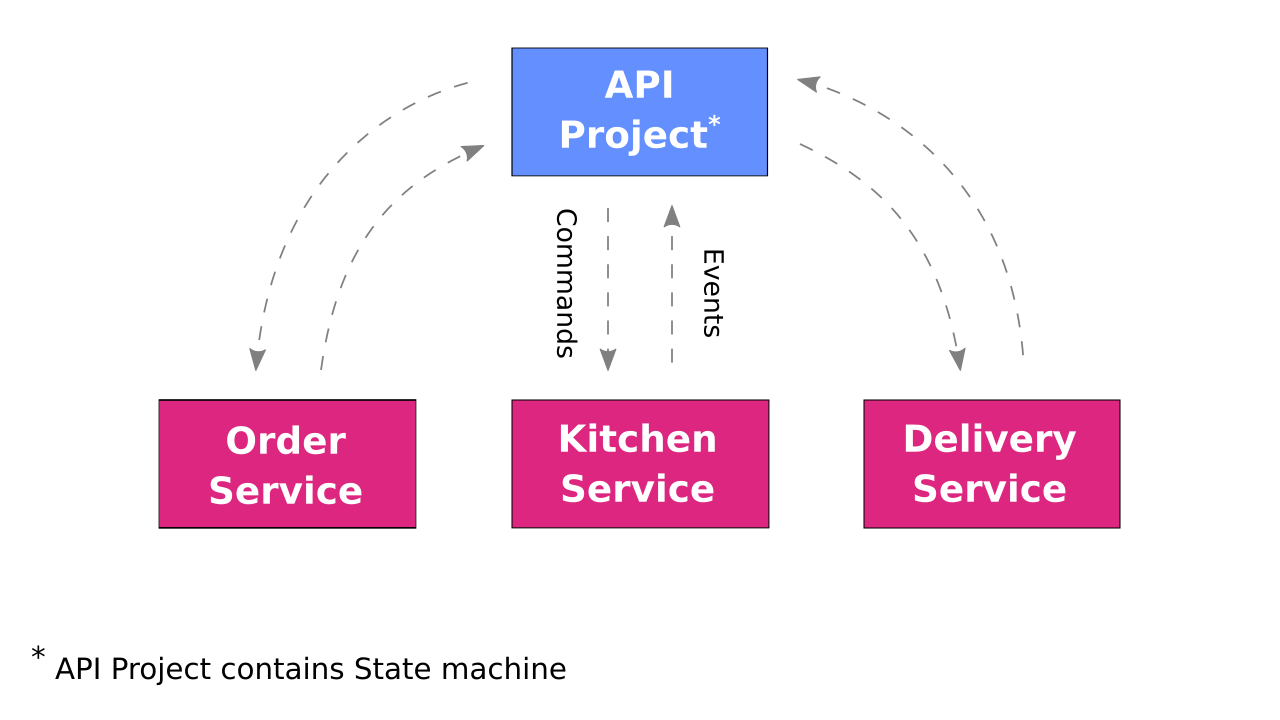 API
Project*
Commands
Events
Order
Service
Kitchen
Service
Delivery
Service
* API Project contains State machine